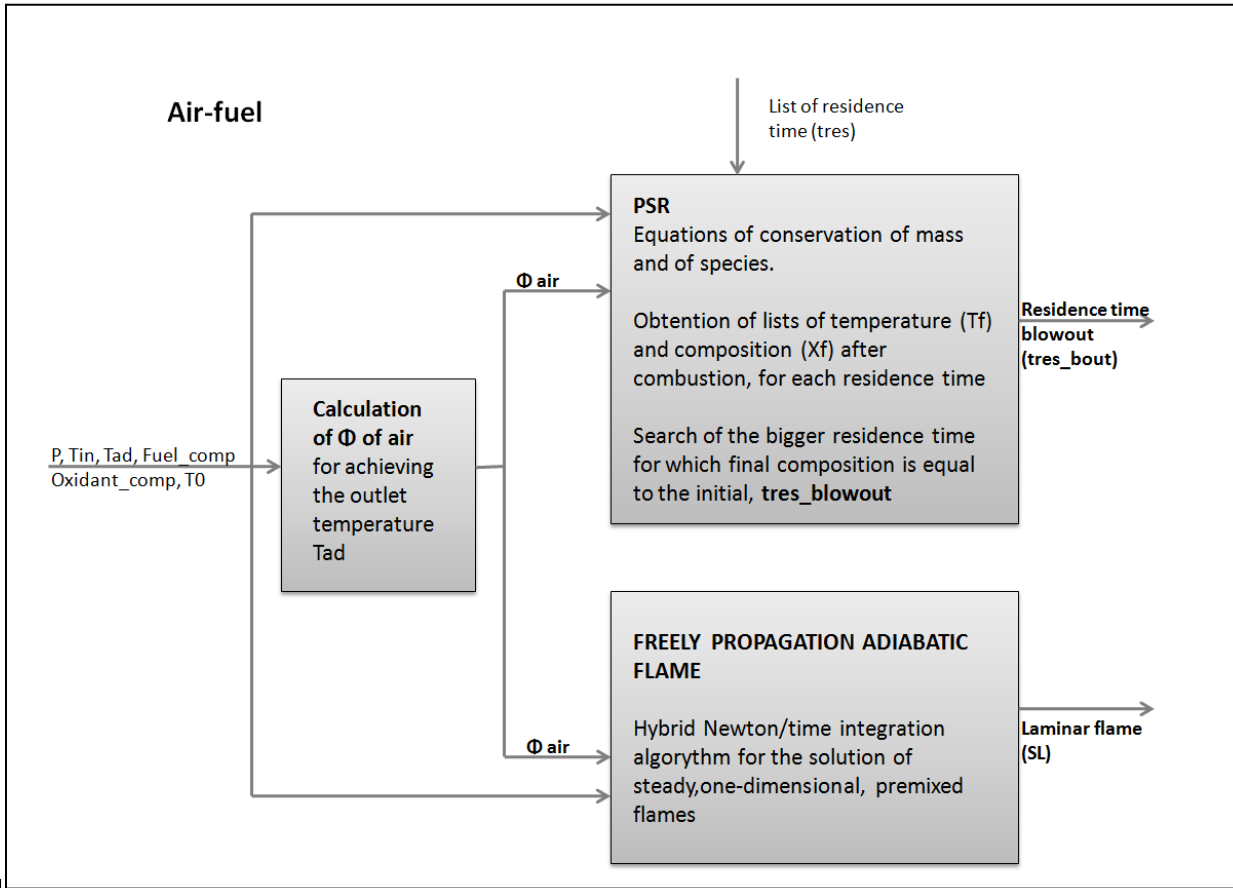 Air-fuel
List of residence
time (tres)
PSR
Equations of conservation of mass
and of species.
Obtention of lists of temperature (Tf)
and composition (Xf) after
combustion, for each residence time
Search of the bigger residence time
for which final composition is equal
to the initial, tres_blowout
Φ air
Residence time
blowout
(tres_bout)
Calculation
of Φ of air
for achieving
the outlet
temperature
Tad
P, Tin, Tad, Fuel_comp
Oxidant_comp, T0
FREELY PROPAGATION ADIABATIC
FLAME
Hybrid Newton/time integration
algorythm for the solution of
steady,one-dimensional, premixed
flames
Φ air
Laminar flame
(SL)